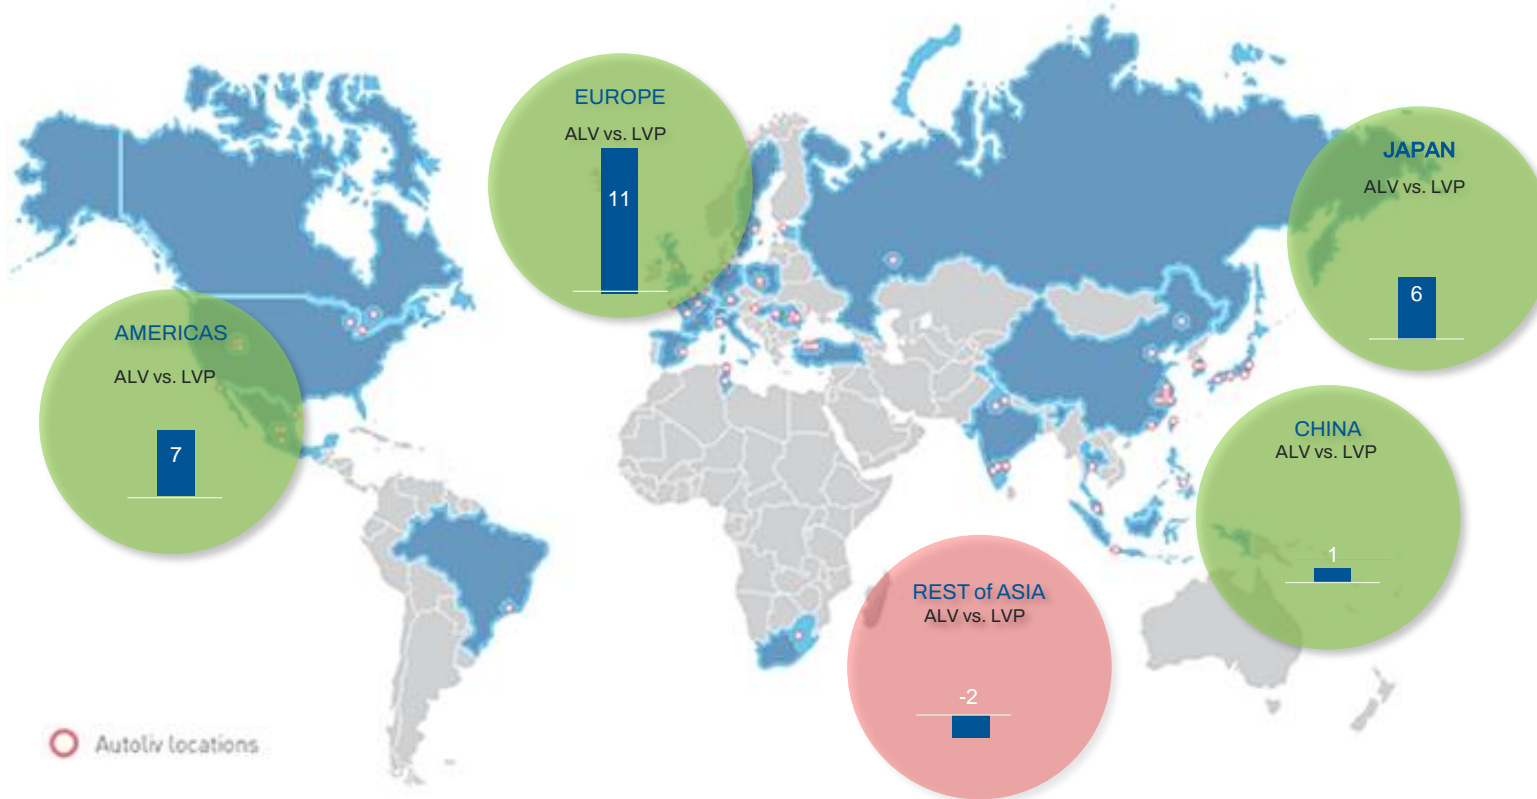 EUROPE
ALV vs. LVP
11
JAPAN
ALV vs. LVP
6
AMERICAS
ALV vs. LVP
7
CHINA
ALV vs. LVP
1
REST of ASIA
ALV vs. LVP
-2
Autoliv locations